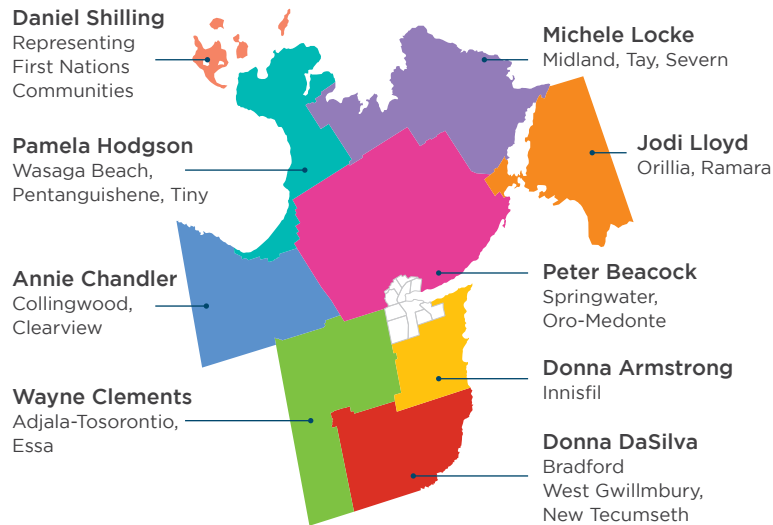 Daniel Shilling
Representing
First Nations
Communities
Pamela Hodgson
Wasaga Beach,
Pentanguishene, Tiny
Annie Chandler
Collingwood,
Clearview
Wayne Clements
Adjala-Tosorontio,
Essa
Michele Locke
Midland, Tay, Severn
Jodi Lloyd
Orillia, Ramara
Peter Beacock
Springwater,
Oro-Medonte
Donna Armstrong
Innisfil
Donna DaSilva
Bradford
West Gwillmbury,
New Tecumseth